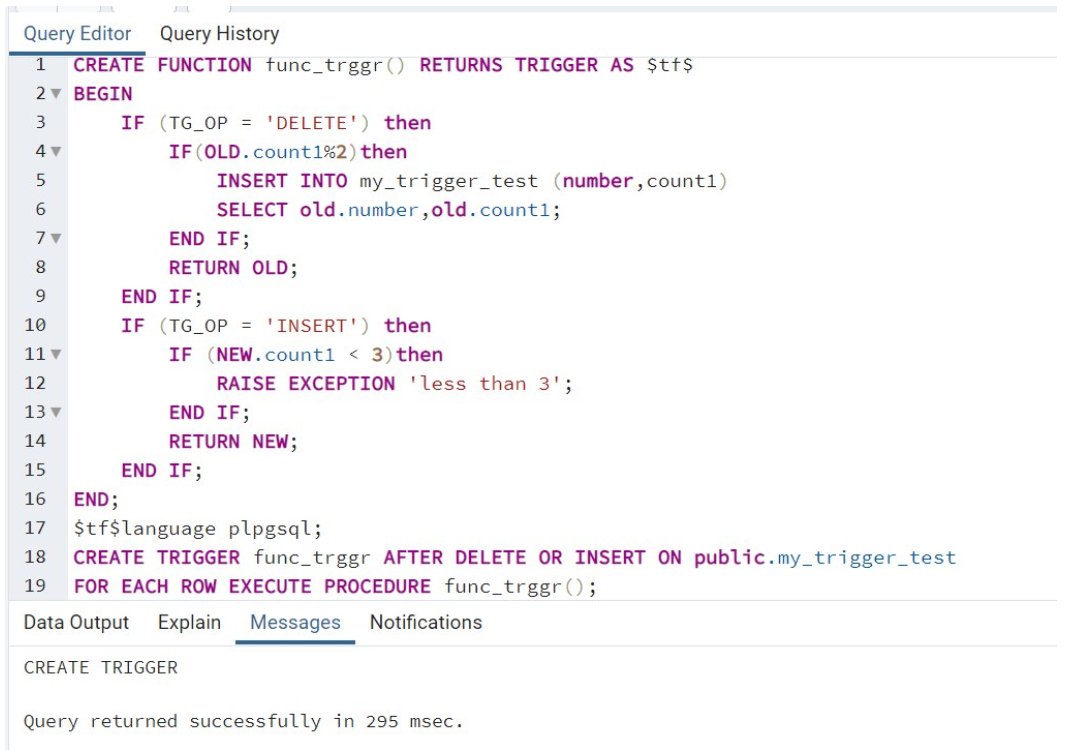 Query Editor Query History
1 CREATE FUNCTION func_trggr() RETURNS TRIGGER AS $tf$
2 BEGIN
3 IF (TG_OP = 'DELETE') then
4 IF(OLD.count1%2)then
5 INSERT INTO my_trigger_test (number,count1)
6 SELECT old.number,old.count1;
7 END IF;
8 RETURN OLD;
9 END IF;
10 IF (TG_OP = 'INSERT') then
11 IF (NEW.count1 < 3)then
12 RAISE EXCEPTION 'less than 3';
13 END IF;
14 RETURN NEW;
15 END IF;
16 END;
17 $tf$language plpgsql;
18 CREATE TRIGGER func_trggr AFTER DELETE OR INSERT ON public.my_trigger_test
19 FOR EACH ROW EXECUTE PROCEDURE func_trggr();
Data Output Explain Messages Notifications
CREATE TRIGGER
Query returned successfully in 295 msec.